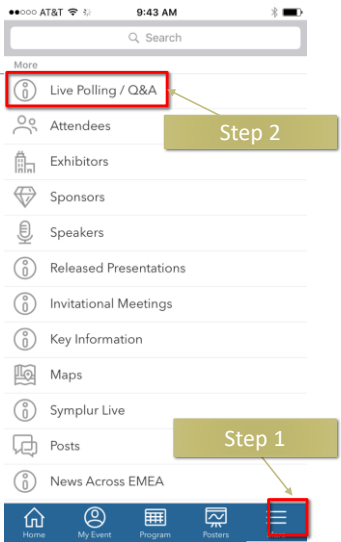 AT&T 9:43 AM
Search
More
Live Polling / Q&A
Attendees
Step 2
Exhibitors
Sponsors
Speakers
Released Presentations
Invitational Meetings
Key Information
Maps
Symplur Live
Posts
Step 1
News Across EMEA
Home My Event Program Posters